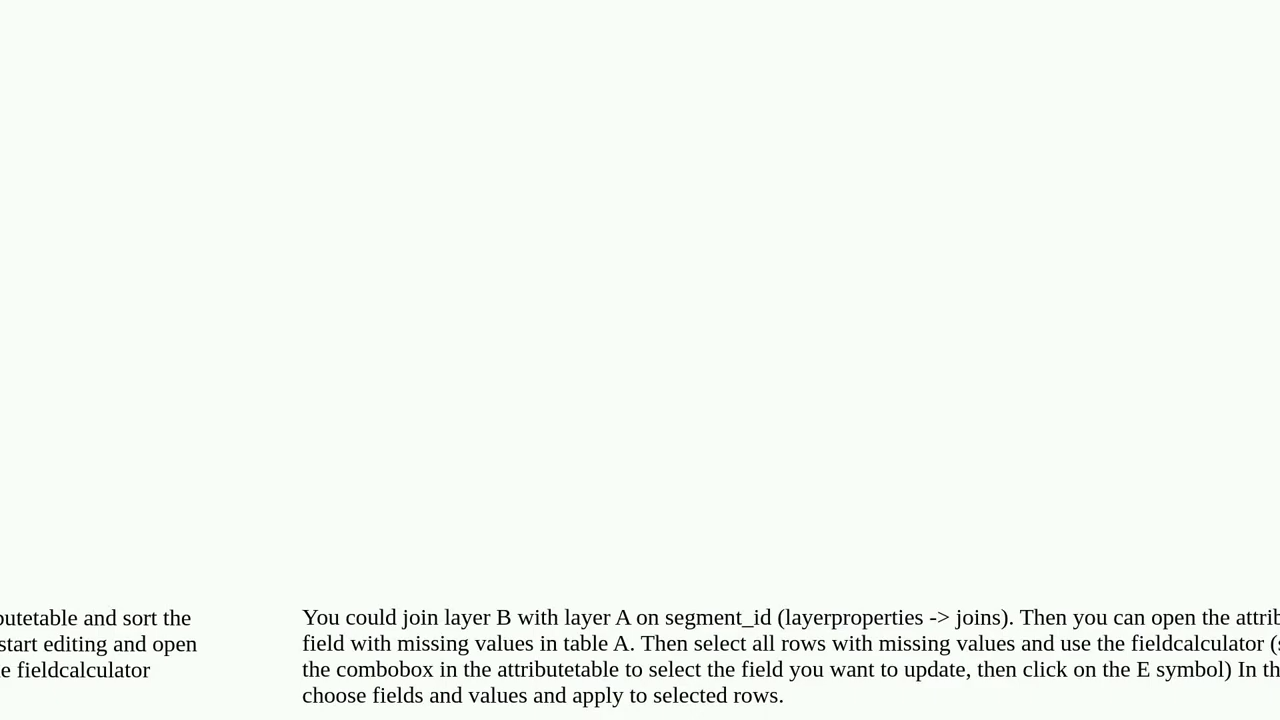 butetable and sort the
start editing and open
e fieldcalculator
You could join layer B with layer A on segment_id (layerproperties -> joins). Then you can open the attrib
field with missing values in table A. Then select all rows with missing values and use the fieldcalculator (s
the combobox in the attributetable to select the field you want to update, then click on the E symbol) In th
choose fields and values and apply to selected rows.